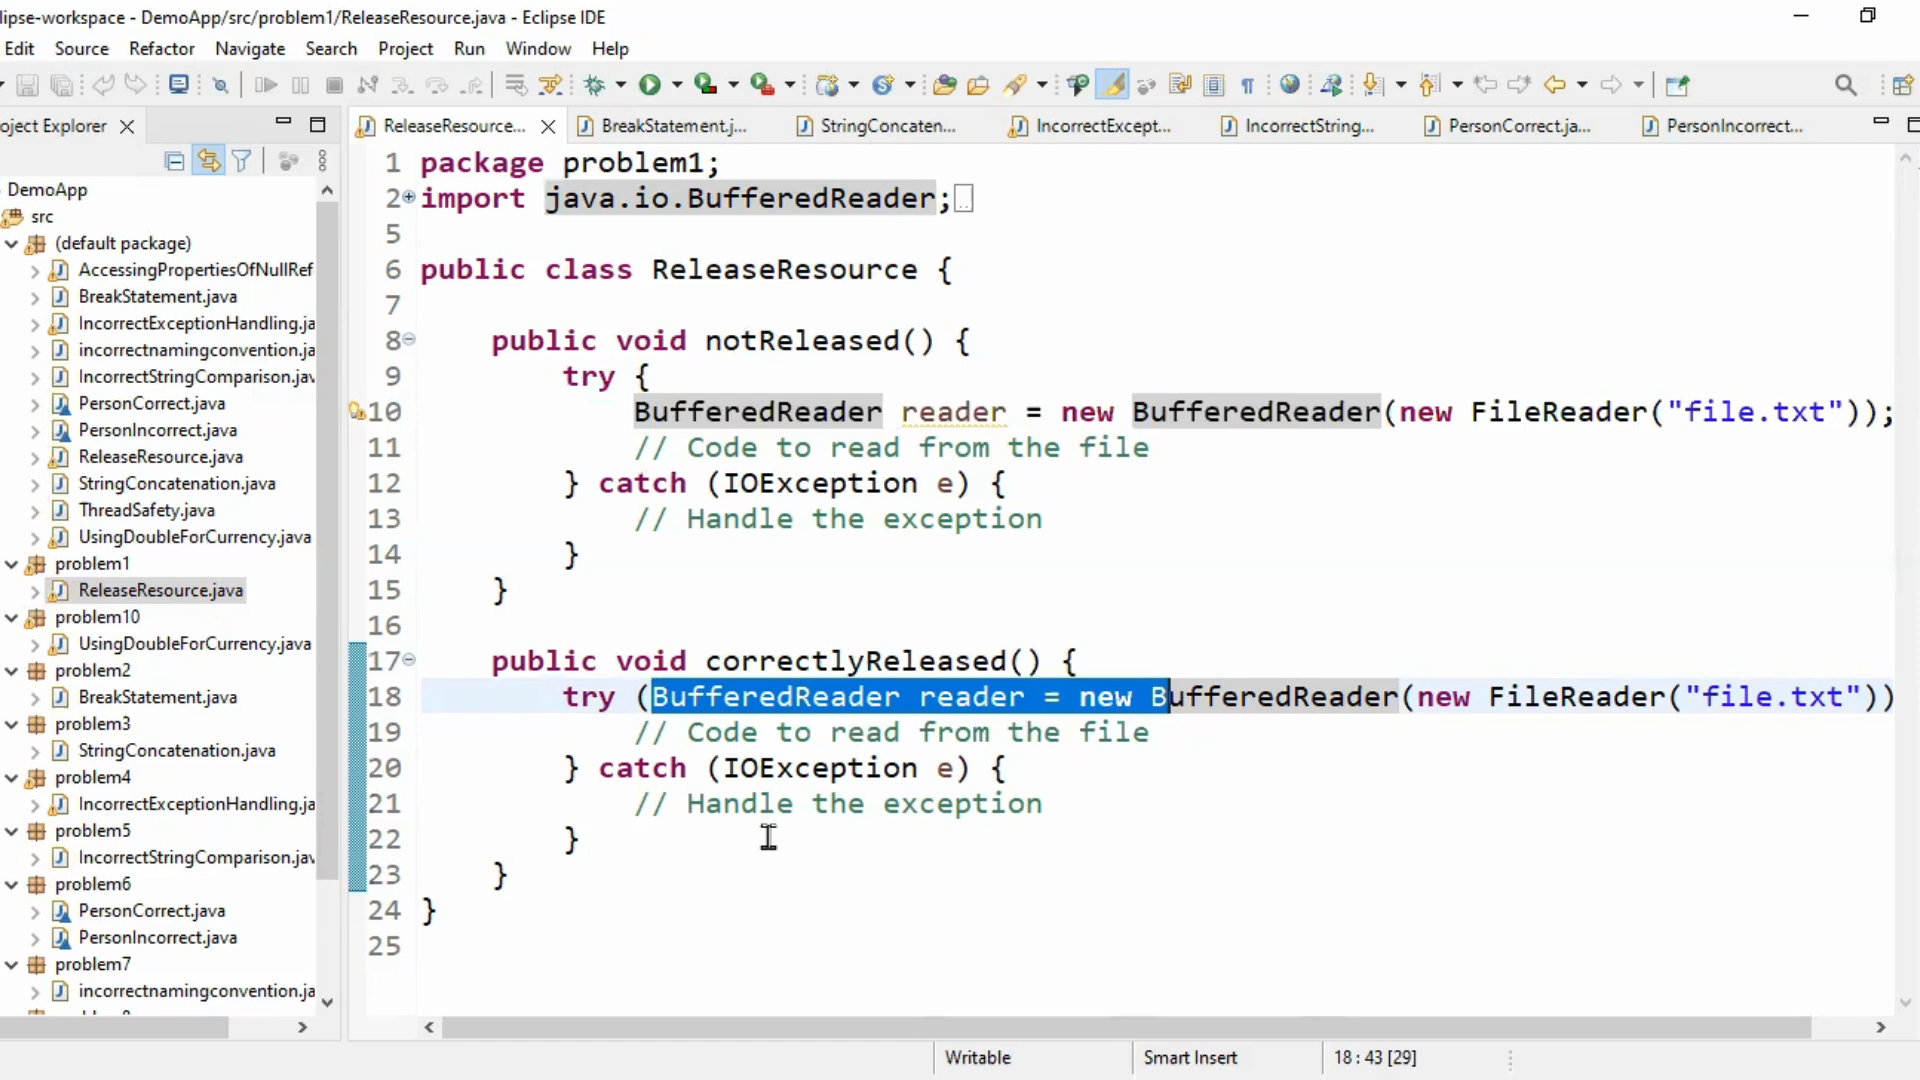 lipse-workspace - DemoApp/src/problem1/ReleaseResource.java - Eclipse IDE
Edit Source Refactor Navigate Search Project Run Window Help
oject Explorer
ReleaseResource... BreakStatement.j... StringConcaten... IncorrectExcept... IncorrectString... PersonCorrect.ja... PersonIncorrect...
DemoApp
src
(default package)
AccessingPropertiesOfNullRef
BreakStatement.java
IncorrectExceptionHandling.ja
incorrectnamingconvention.ja
IncorrectStringComparison.jav
PersonCorrect.java
PersonIncorrect.java
ReleaseResource.java
StringConcatenation.java
ThreadSafety.java
UsingDoubleForCurrency.java
problem1
ReleaseResource.java
problem10
UsingDoubleForCurrency.java
problem2
BreakStatement.java
problem3
StringConcatenation.java
problem4
IncorrectExceptionHandling.ja
problem5
IncorrectStringComparison.jav
problem6
PersonCorrect.java
PersonIncorrect.java
problem7
incorrectnamingconvention.ja
1 package problem1;
2 import java.io.BufferedReader;
5
6 public class ReleaseResource {
7
8 public void notReleased() {
9 try {
10 BufferedReader reader = new BufferedReader(new FileReader("file.txt"));
11 // Code to read from the file
12 } catch (IOException e) {
13 // Handle the exception
14 }
15 }
16
17 public void correctlyReleased() {
18 try (BufferedReader reader = new BufferedReader(new FileReader("file.txt"))
19 // Code to read from the file
20 } catch (IOException e) {
21 // Handle the exception
22 }
23 }
24 }
25
Writable Smart Insert 18 : 43 [29]